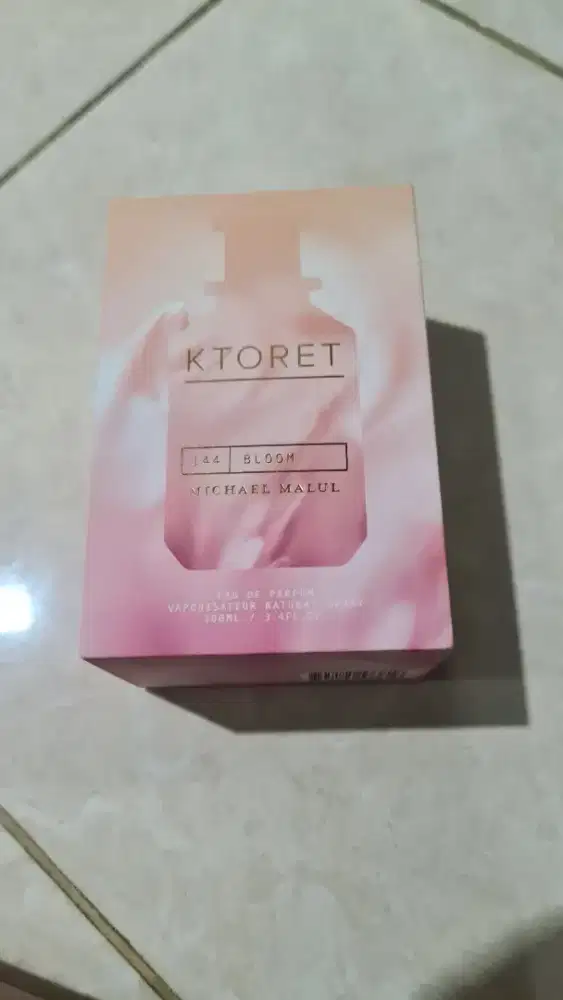 KTORET
144 BLOOM
MICHAEL MALUL
EAU DE PARFUM
VAPORISATEUR NATURAL SPRAY
100ML / 3.4FL.OZ